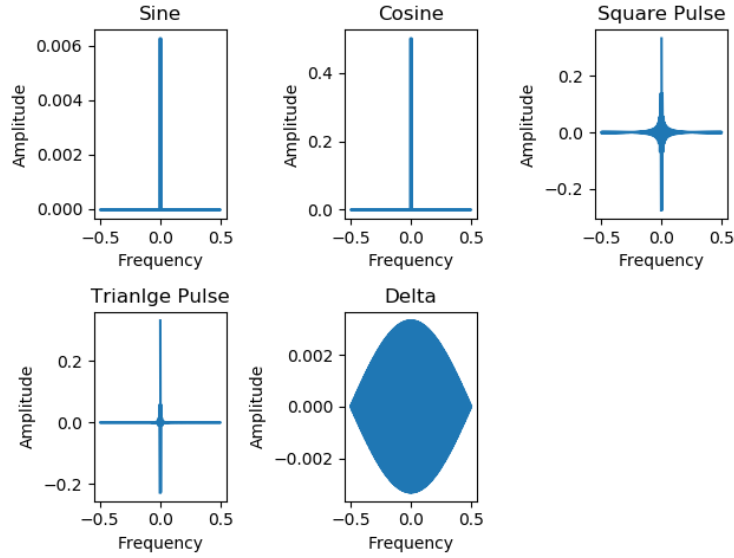 Sine
0.006
0.004
0.002
0.000
Amplitude
−0.5 0.0 0.5
Frequency
Cosine
0.4
0.2
0.0
Amplitude
−0.5 0.0 0.5
Frequency
Square Pulse
0.2
0.0
−0.2
Amplitude
−0.5 0.0 0.5
Frequency
Trianlge Pulse
0.2
0.0
−0.2
Amplitude
−0.5 0.0 0.5
Frequency
Delta
0.002
0.000
−0.002
Amplitude
−0.5 0.0 0.5
Frequency